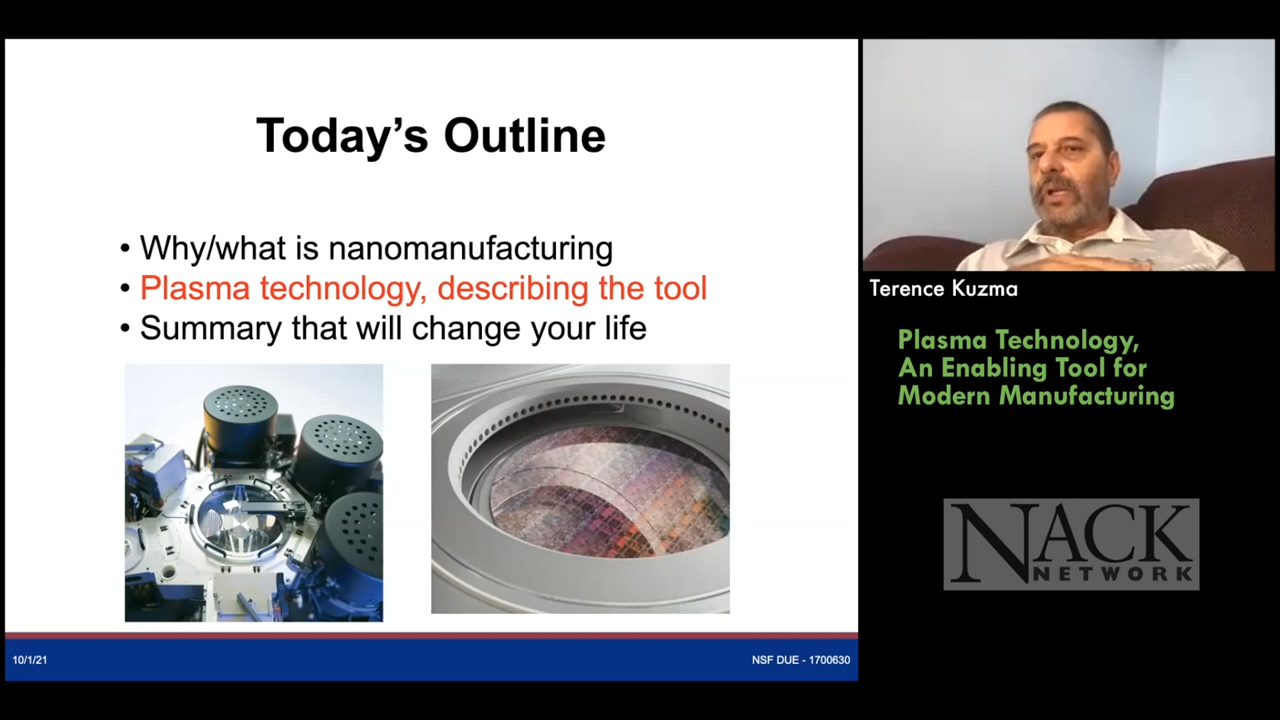 Today's Outline
• Why/what is nanomanufacturing
• Plasma technology, describing the tool
• Summary that will change your life
10/1/21
NSF DUE - 1700630
Terence Kuzma
Plasma Technology,
An Enabling Tool for
Modern Manufacturing
NACK
NETWORK